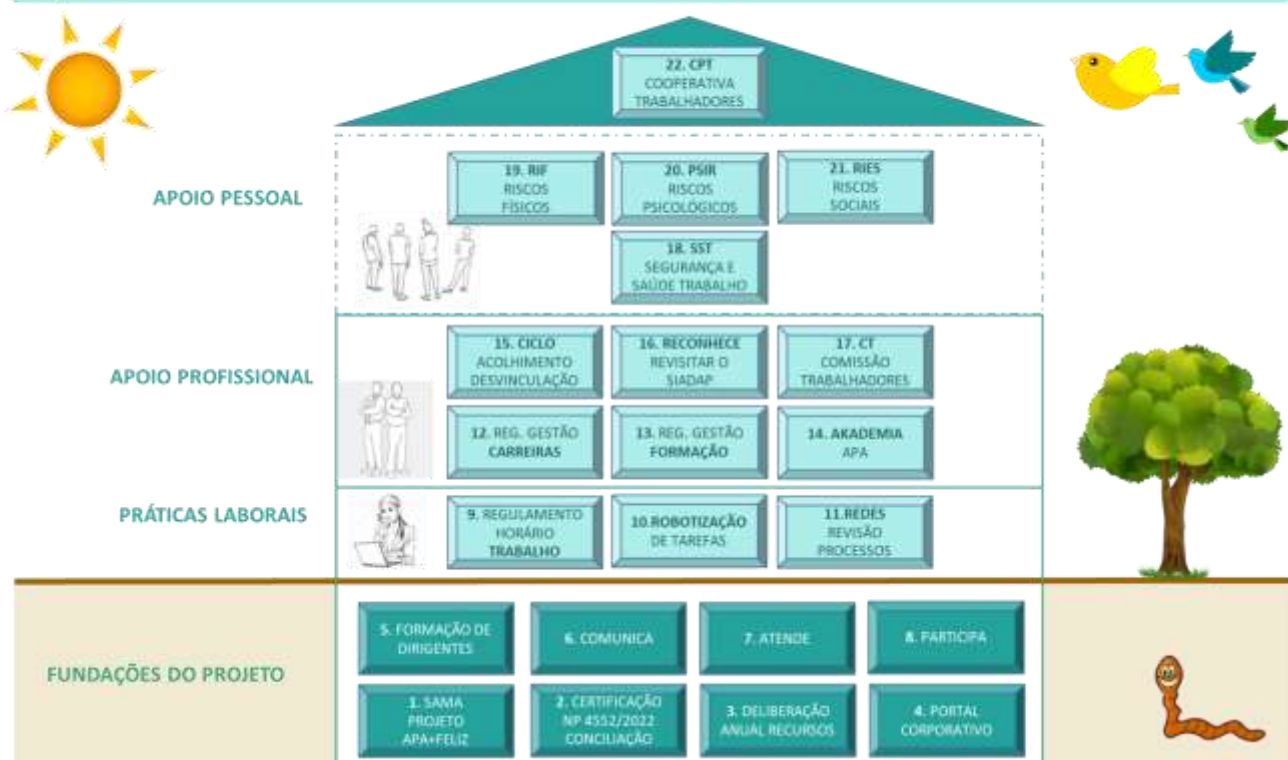 22. CPT
COOPERATIVA
TRABALHADORES
APOIO PESSOAL
19. RIF
RISCOS
FÍSICOS
20. PSIR
RISCOS
PSICOLÓGICOS
21. RIES
RISCOS
SOCIAIS
18. SST
SEGURANÇA E
SAÚDE TRABALHO
APOIO PROFISSIONAL
15. CICLO
ACOLHIMENTO
DESVINCULAÇÃO
16. RECONHECE
REVISITAR O
SIADAP
17. CT
COMISSÃO
TRABALHADORES
12. REG. GESTÃO
CARREIRAS
13. REG. GESTÃO
FORMAÇÃO
14. AKADEMIA
APA
PRÁTICAS LABORAIS
9. REGULAMENTO
HORÁRIO
TRABALHO
10.ROBOTIZAÇÃO
DE TAREFAS
11.REDES
REVISÃO
PROCESSOS
FUNDAÇÕES DO PROJETO
5. FORMAÇÃO DE
DIRIGENTES
6. COMUNICA
7. ATENDE
8. PARTICIPA
1. SAMA
PROJETO
APA+FELIZ
2. CERTIFICAÇÃO
NP 4552/2022
CONCILIAÇÃO
3. DELIBERAÇÃO
ANUAL RECURSOS
4. PORTAL
CORPORATIVO